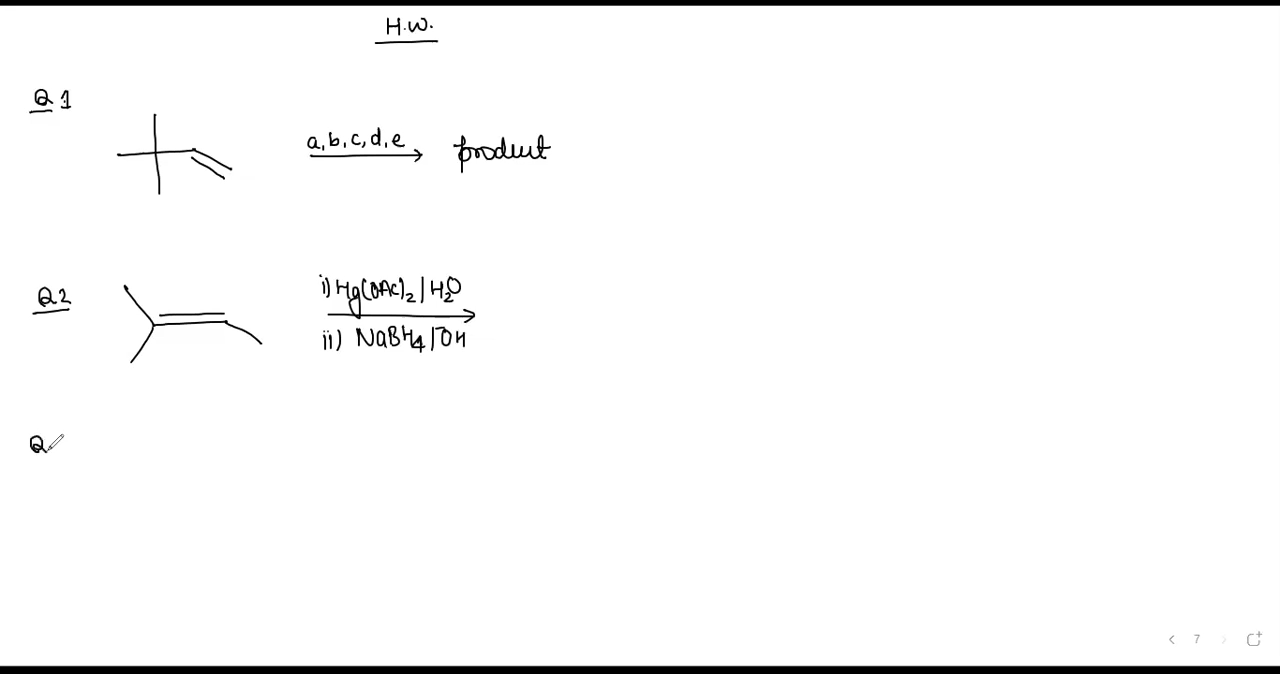 H.W.
Q1
a,b,c,d,e
product
Q2
i) Hg(OAc)2/H2O
ii) NaBH4/⁻OH
Q
7